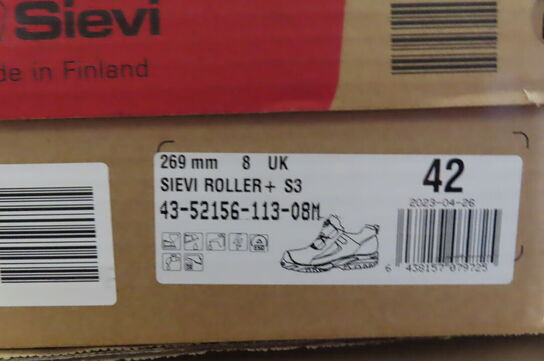 Sievi
de in Finland
269 mm 8 UK
42
SIEVI ROLLER+ S3
2023-04-26
43-52156-113-08M
ESD
6 438157 079725